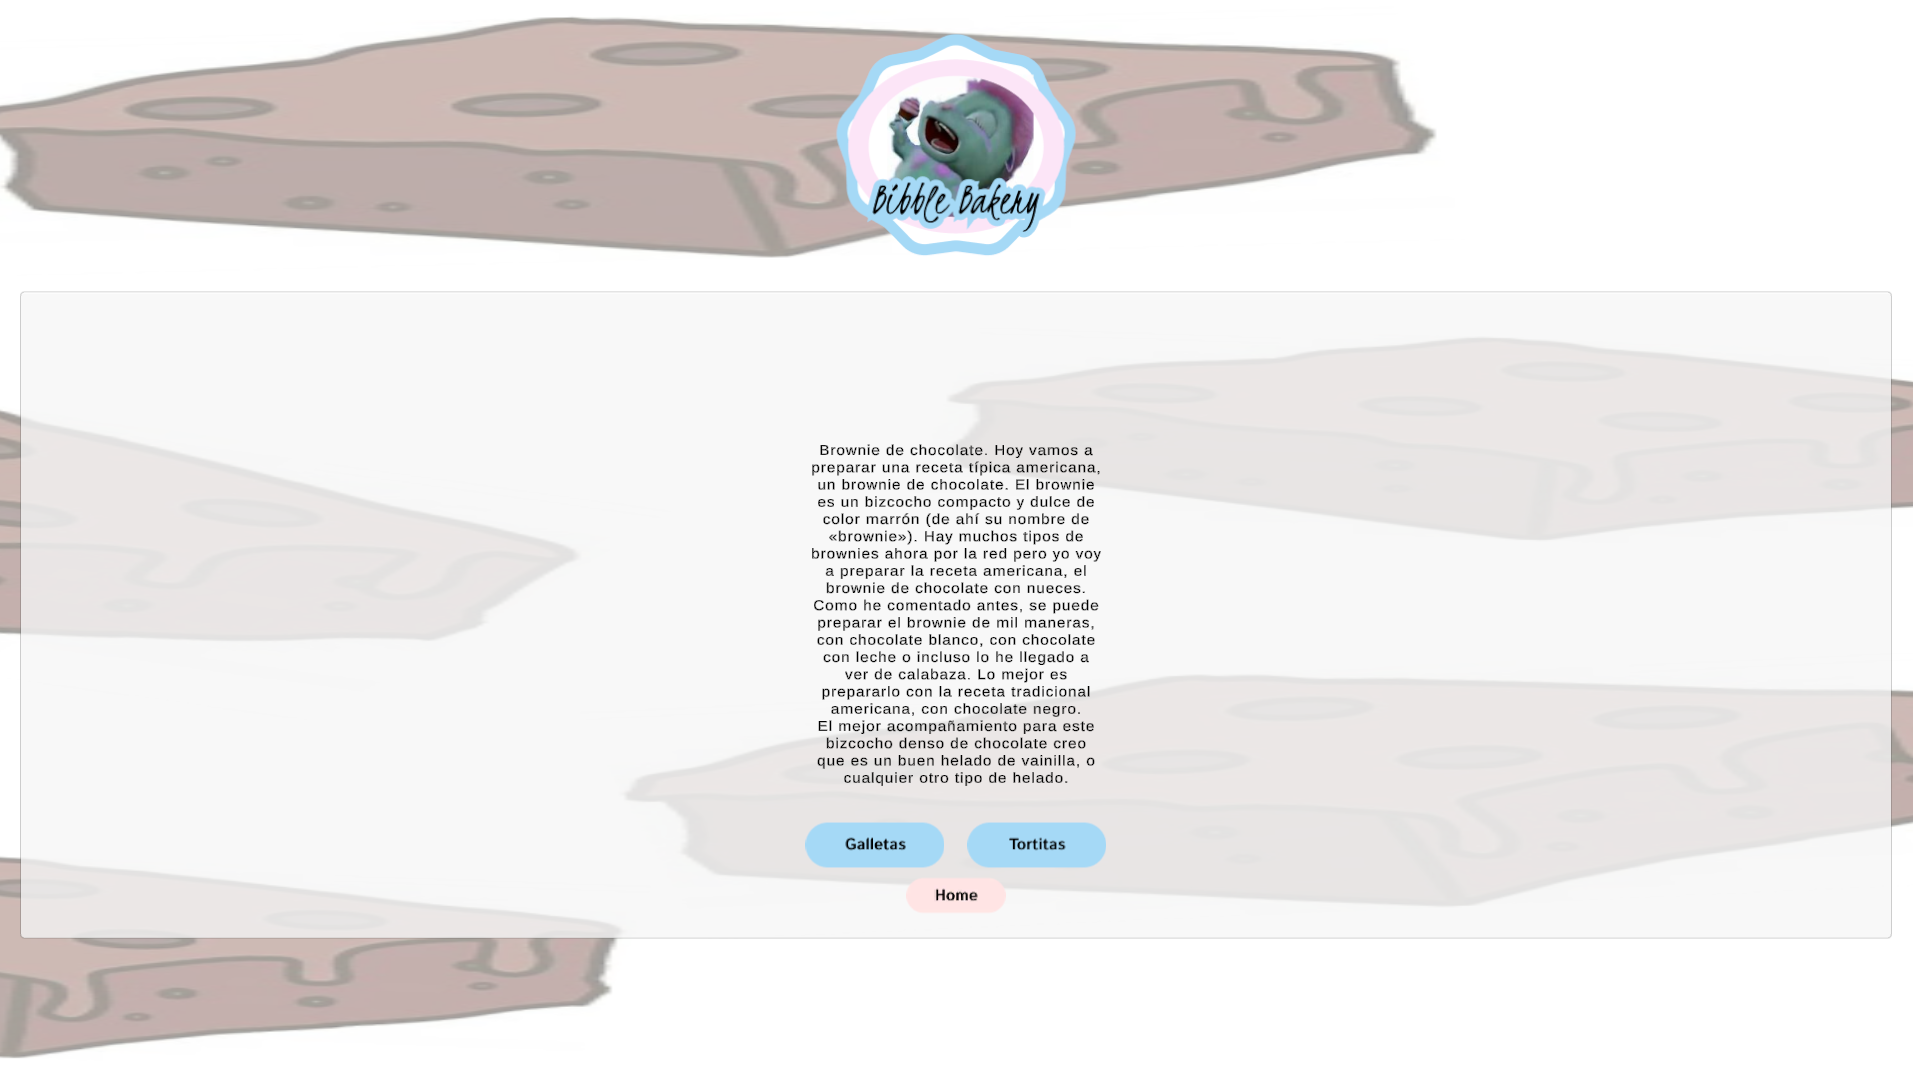 Bibble Bakery
Brownie de chocolate. Hoy vamos a
preparar una receta típica americana,
un brownie de chocolate. El brownie
es un bizcocho compacto y dulce de
color marrón (de ahí su nombre de
«brownie»). Hay muchos tipos de
brownies ahora por la red pero yo voy
a preparar la receta americana, el
brownie de chocolate con nueces.
Como he comentado antes, se puede
preparar el brownie de mil maneras,
con chocolate blanco, con chocolate
con leche o incluso lo he llegado a
ver de calabaza. Lo mejor es
prepararlo con la receta tradicional
americana, con chocolate negro.
El mejor acompañamiento para este
bizcocho denso de chocolate creo
que es un buen helado de vainilla, o
cualquier otro tipo de helado.
Galletas
Tortitas
Home